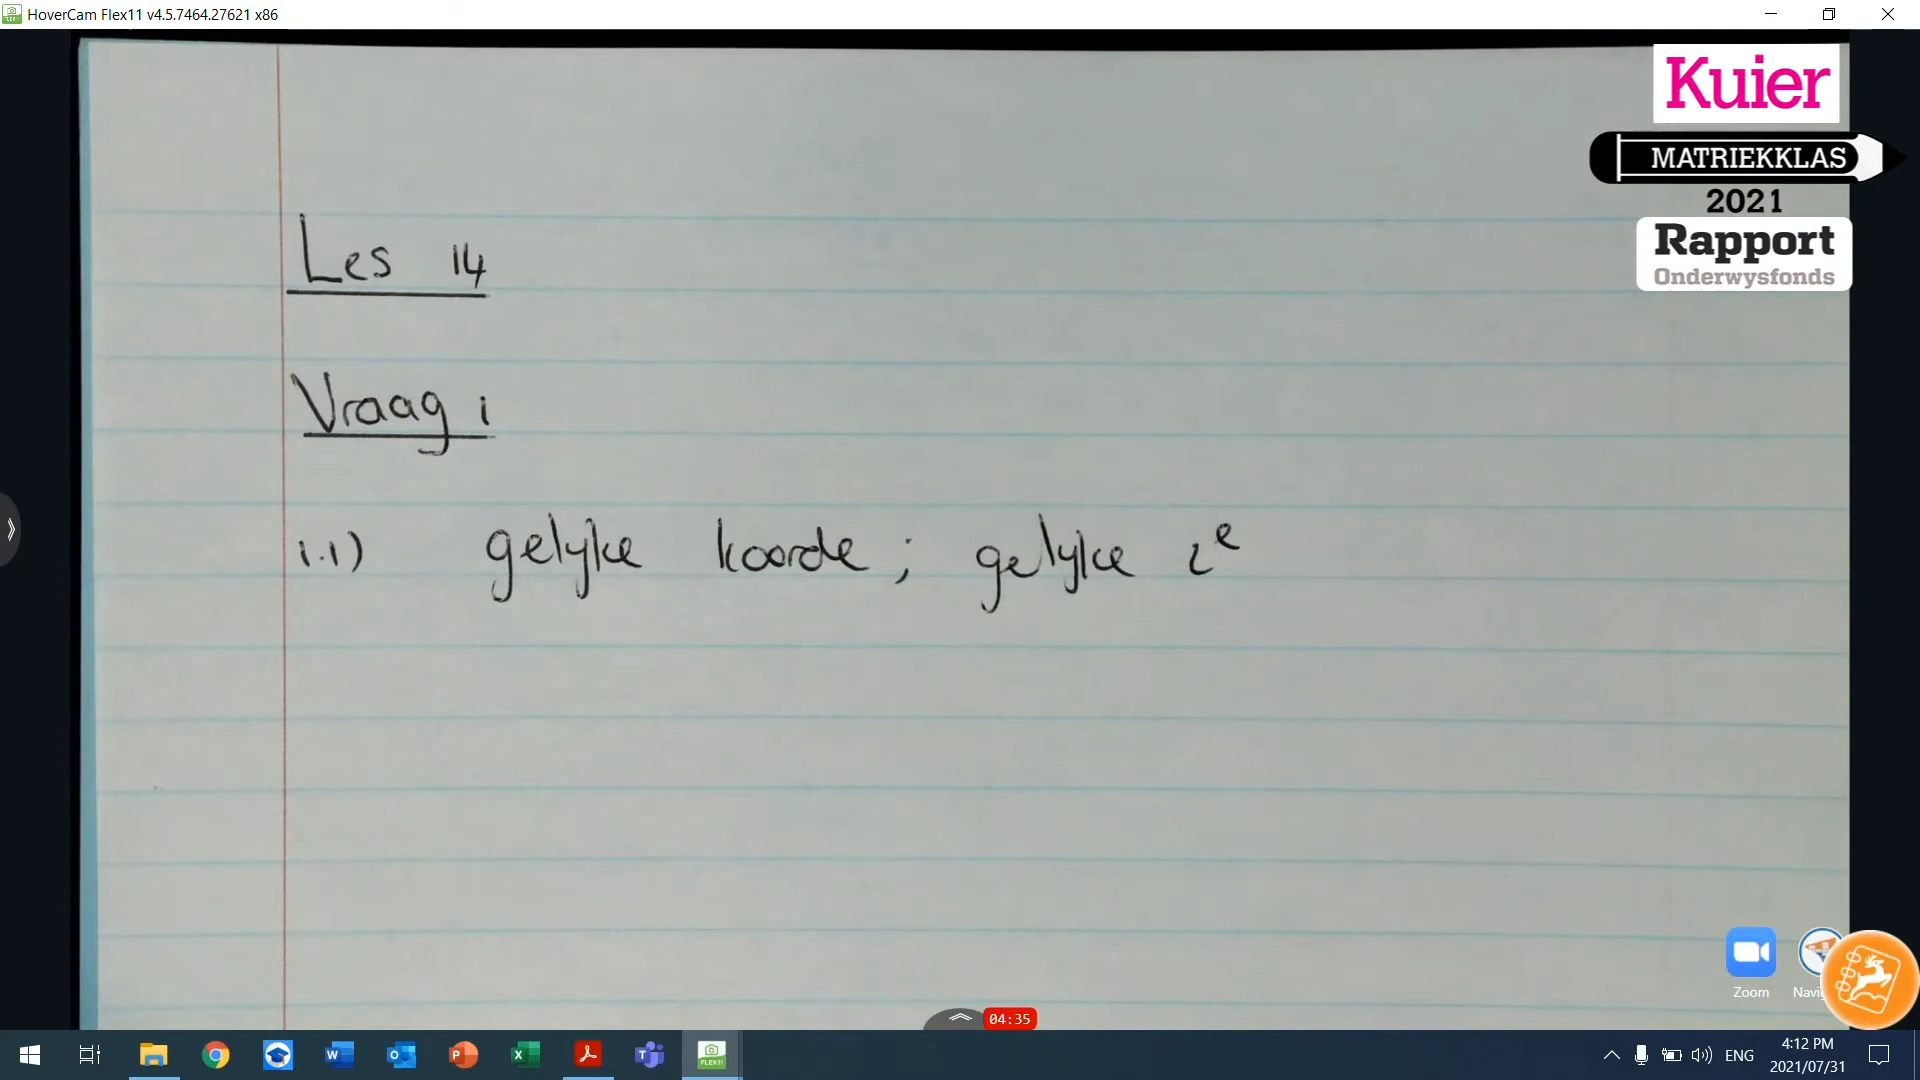 HoverCam Flex11 v4.5.7464.27621 x86
Kuier
MATRIEKKLAS
2021
Rapport
Onderwysfonds
Les 14
Vraag 1
1.1) gelyke koorde; gelyke ∠e
Zoom
04:35
ENG
4:12 PM
2021/07/31